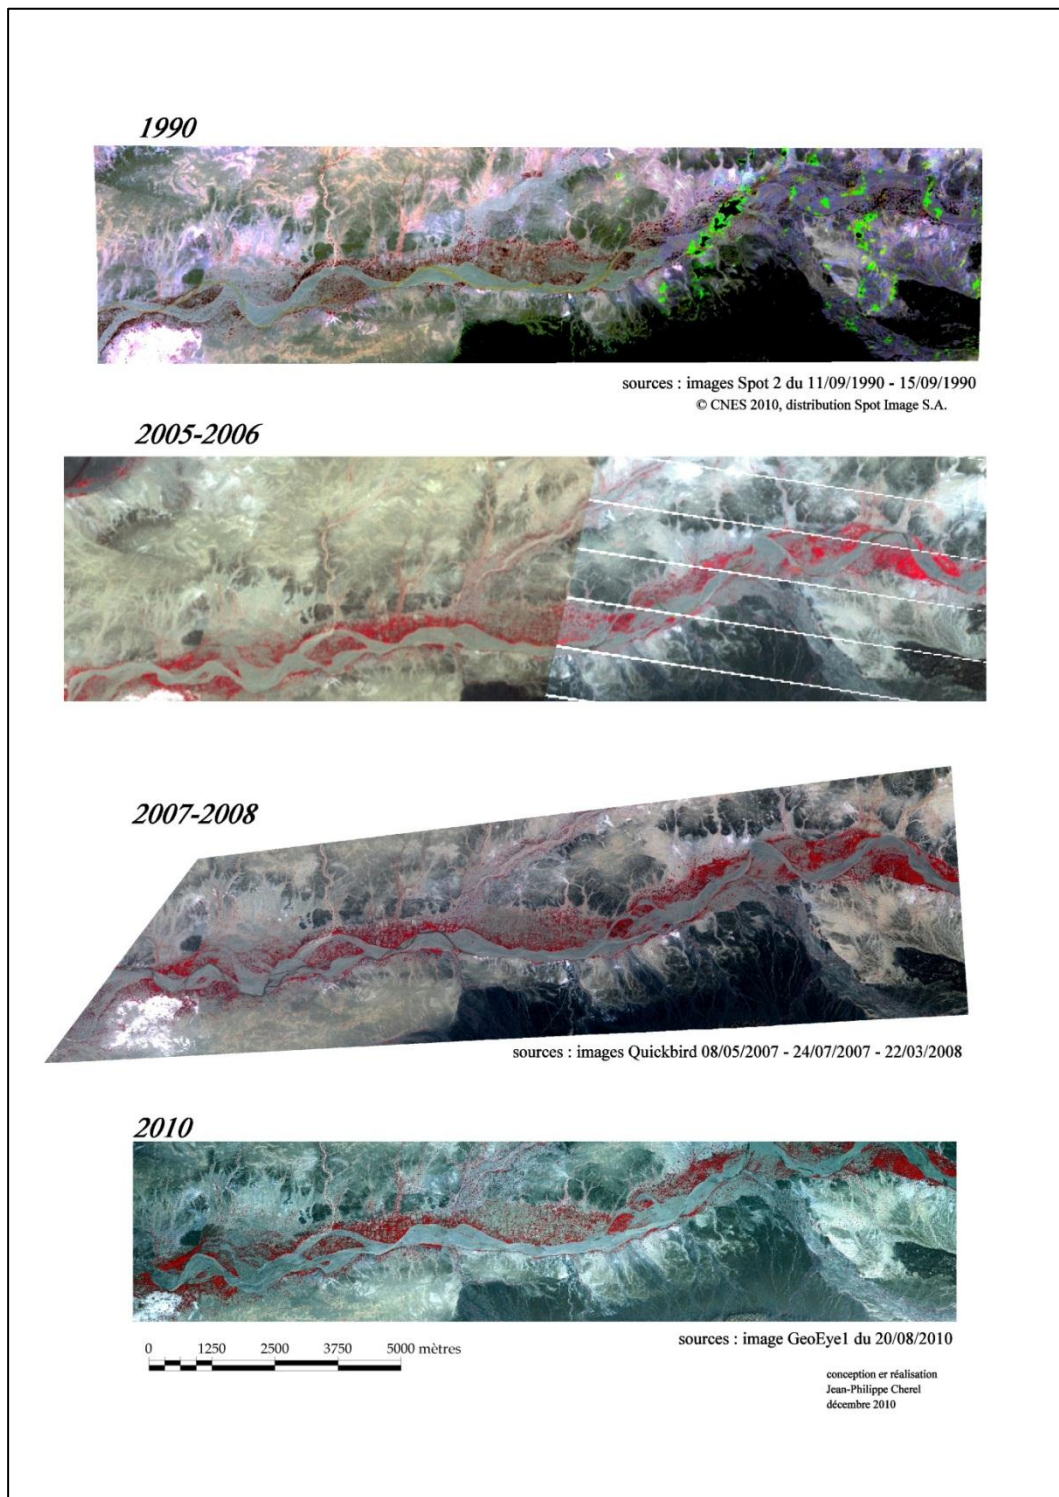 1990
sources : images Spot 2 du 11/09/1990 - 15/09/1990
© CNES 2010, distribution Spot Image S.A.
2005-2006
2007-2008
sources : images Quickbird 08/05/2007 - 24/07/2007 - 22/03/2008
2010
sources : image GeoEye1 du 20/08/2010
0 1250 2500 3750 5000 mètres
conception er réalisation
Jean-Philippe Cherel
décembre 2010